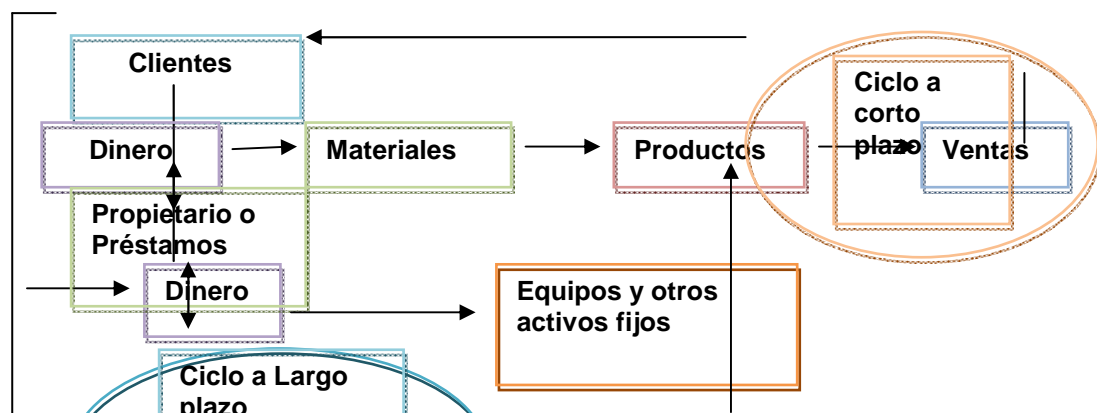 Clientes
Ciclo a
corto
plazo
Dinero
Materiales
Productos
Ventas
Propietario o
Préstamos
Dinero
Equipos y otros
activos fijos
Ciclo a Largo
plazo